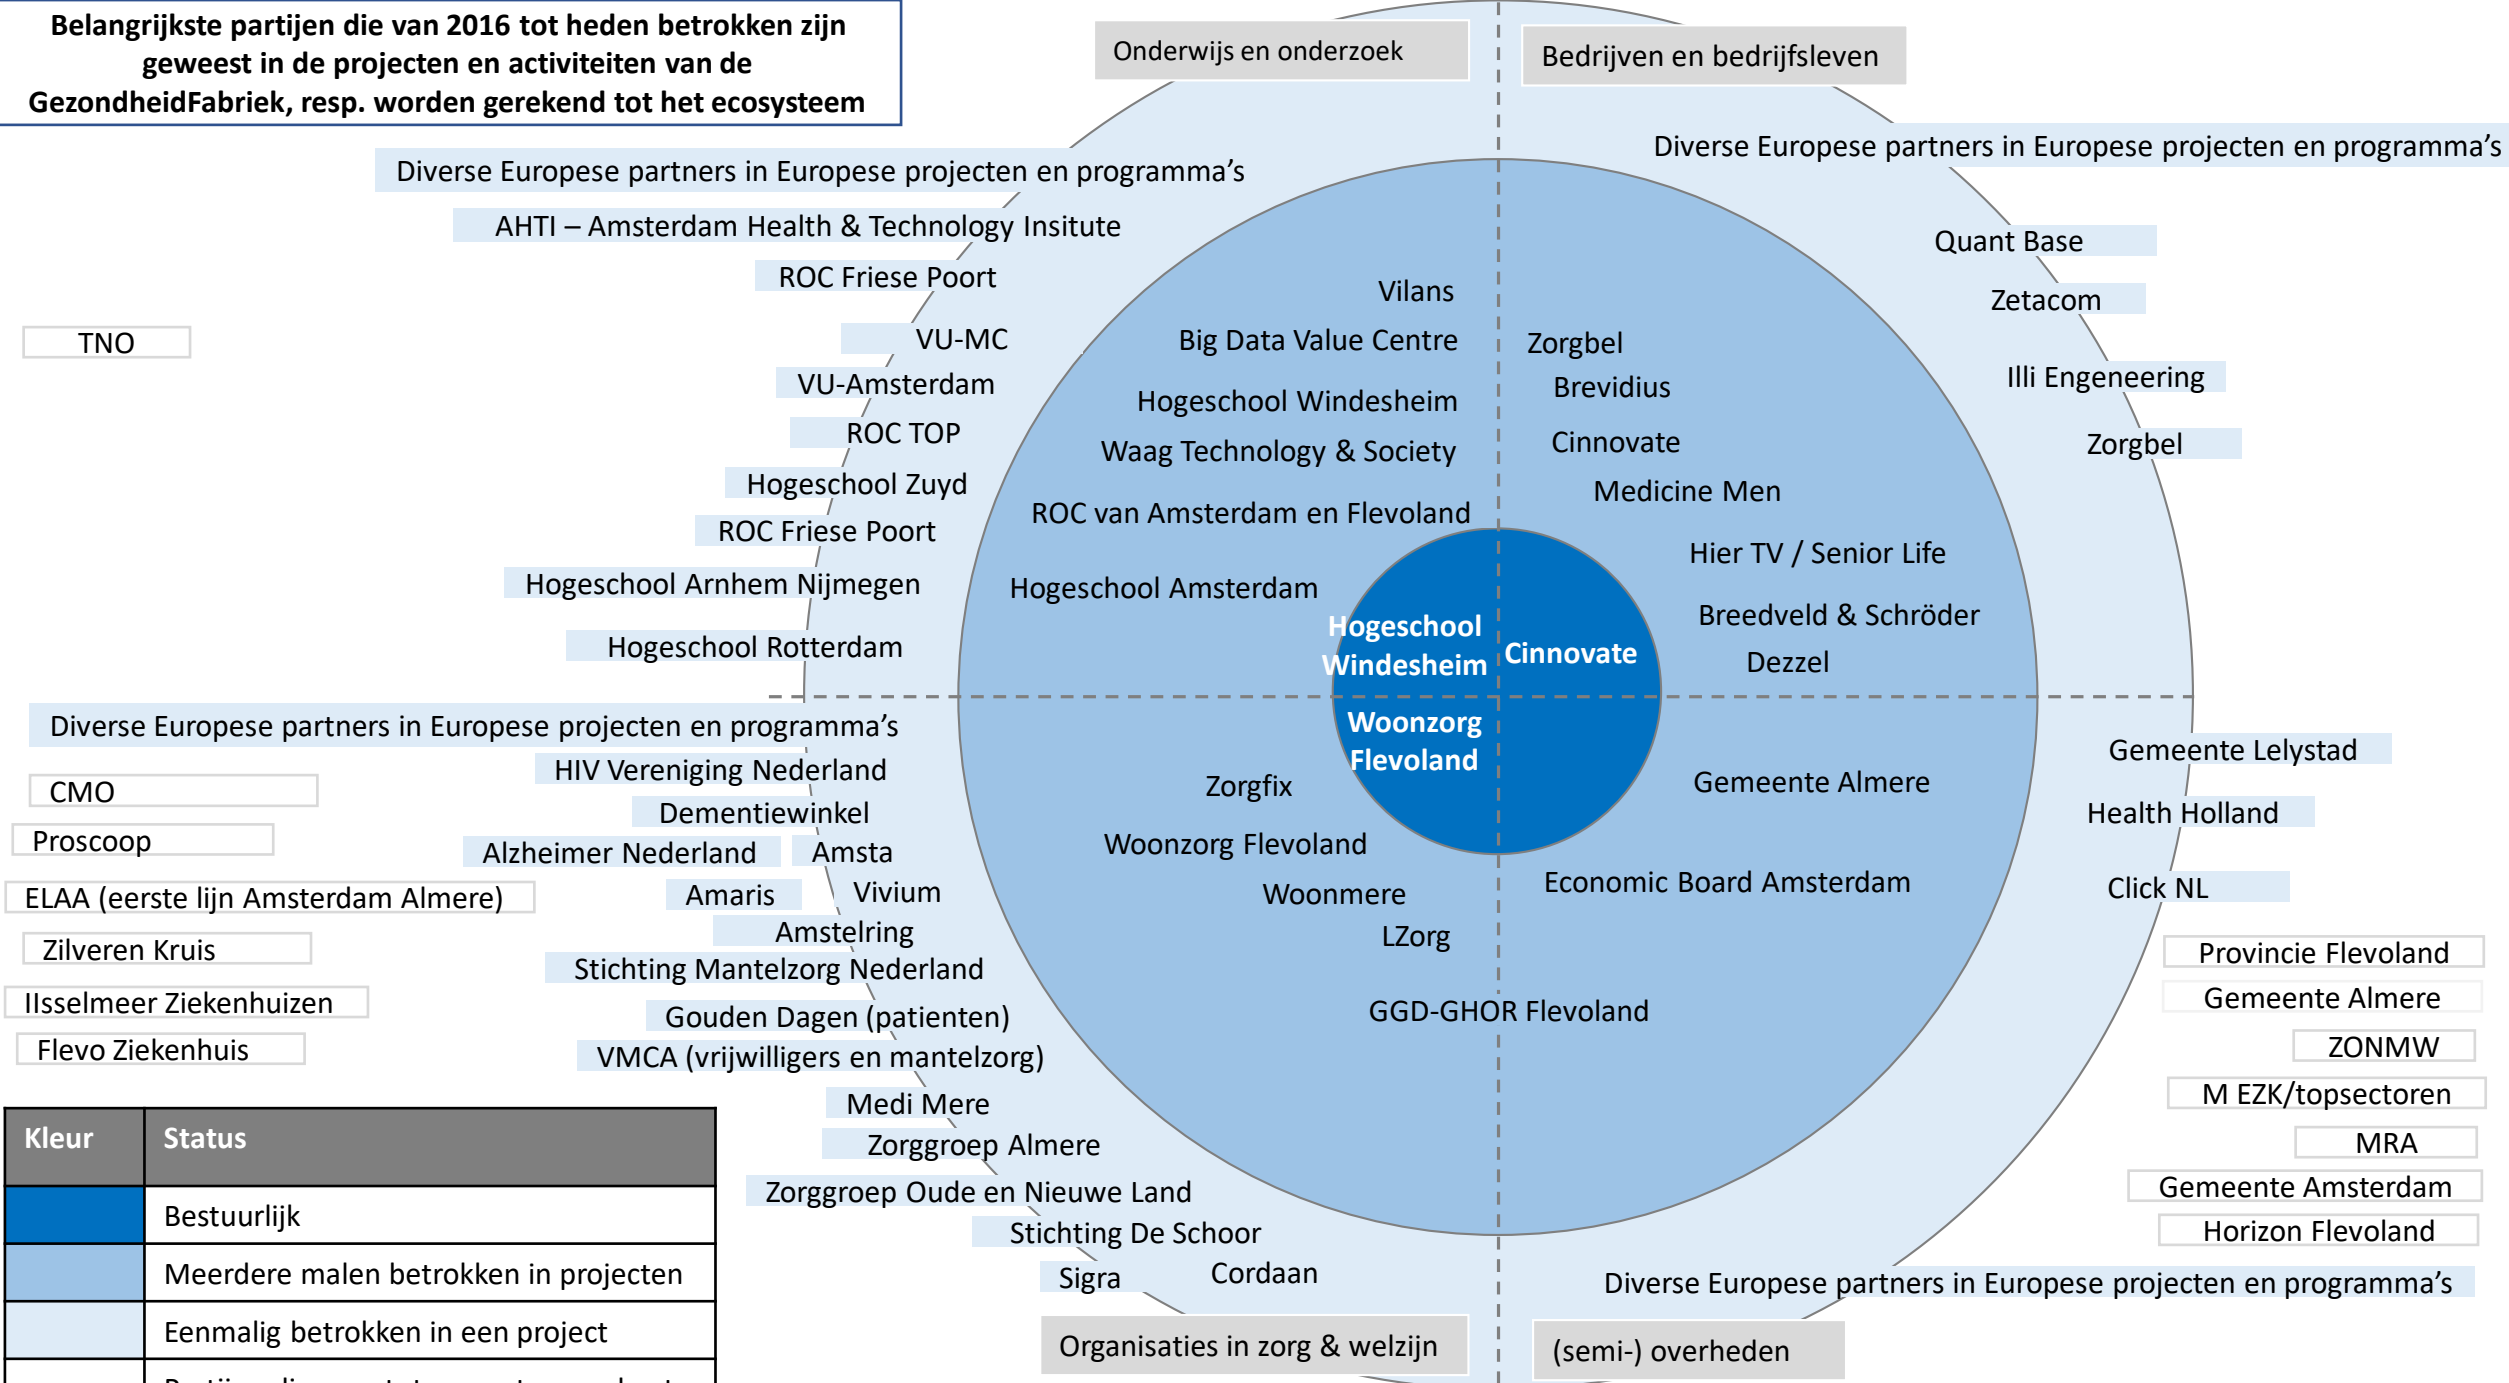 Belangrijkste partijen die van 2016 tot heden betrokken zijn
geweest in de projecten en activiteiten van de
GezondheidFabriek, resp. worden gerekend tot het ecosysteem
Onderwijs en onderzoek
Bedrijven en bedrijfsleven
Diverse Europese partners in Europese projecten en programma's
AHTI – Amsterdam Health & Technology Insitute
ROC Friese Poort
VU-MC
VU-Amsterdam
ROC TOP
Hogeschool Zuyd
ROC Friese Poort
Hogeschool Arnhem Nijmegen
Hogeschool Rotterdam
TNO
Vilans
Big Data Value Centre
Hogeschool Windesheim
Waag Technology & Society
ROC van Amsterdam en Flevoland
Hogeschool Amsterdam
Hogeschool
Windesheim
Diverse Europese partners in Europese projecten en programma's
Quant Base
Zetacom
Illi Engeneering
Zorgbel
Zorgbel
Brevidius
Cinnovate
Medicine Men
Hier TV / Senior Life
Breedveld & Schröder
Dezzel
Cinnovate
Woonzorg
Flevoland
Diverse Europese partners in Europese projecten en programma's
HIV Vereniging Nederland
Dementiewinkel
Alzheimer Nederland
Amsta
Amaris
Vivium
Amstelring
Stichting Mantelzorg Nederland
Gouden Dagen (patienten)
VMCA (vrijwilligers en mantelzorg)
Medi Mere
Zorggroep Almere
Zorggroep Oude en Nieuwe Land
Stichting De Schoor
Sigra
Cordaan
CMO
Proscoop
ELAA (eerste lijn Amsterdam Almere)
Zilveren Kruis
IJsselmeer Ziekenhuizen
Flevo Ziekenhuis
Zorgfix
Woonzorg Flevoland
Woonmere
LZorg
GGD-GHOR Flevoland
Gemeente Almere
Economic Board Amsterdam
Gemeente Lelystad
Health Holland
Click NL
Provincie Flevoland
Gemeente Almere
ZONMW
M EZK/topsectoren
MRA
Gemeente Amsterdam
Horizon Flevoland
Diverse Europese partners in Europese projecten en programma's
Organisaties in zorg & welzijn
(semi-) overheden
Kleur Status
Bestuurlijk
Meerdere malen betrokken in projecten
Eenmalig betrokken in een project